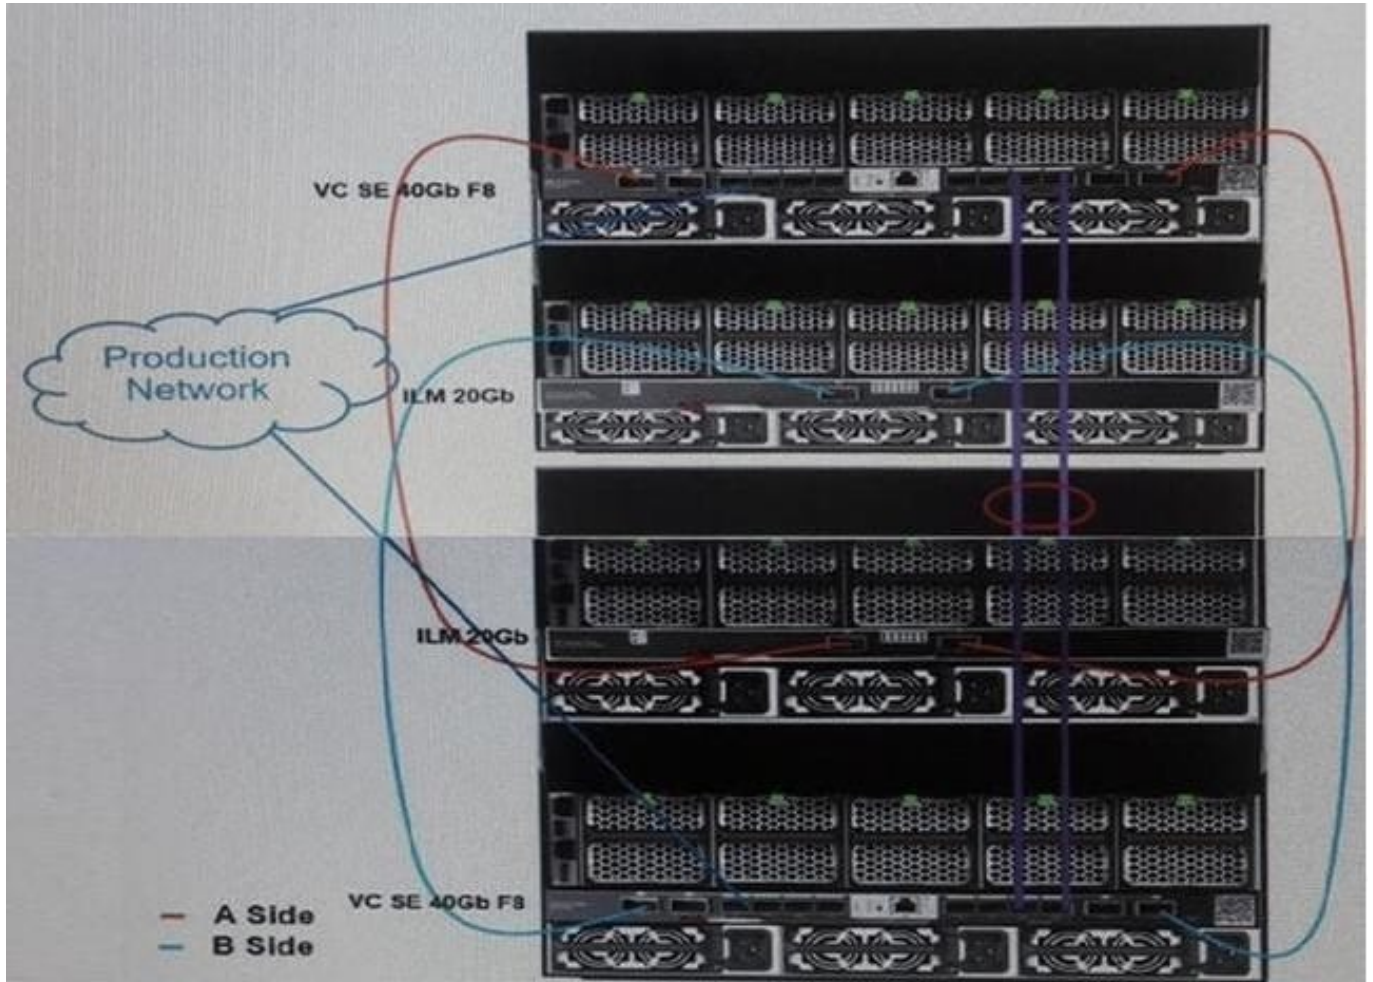 VC SE 40Gb F8
Production
Network
ILM 20Gb
ILM 20Gb
VC SE 40Gb F8
A Side
B Side